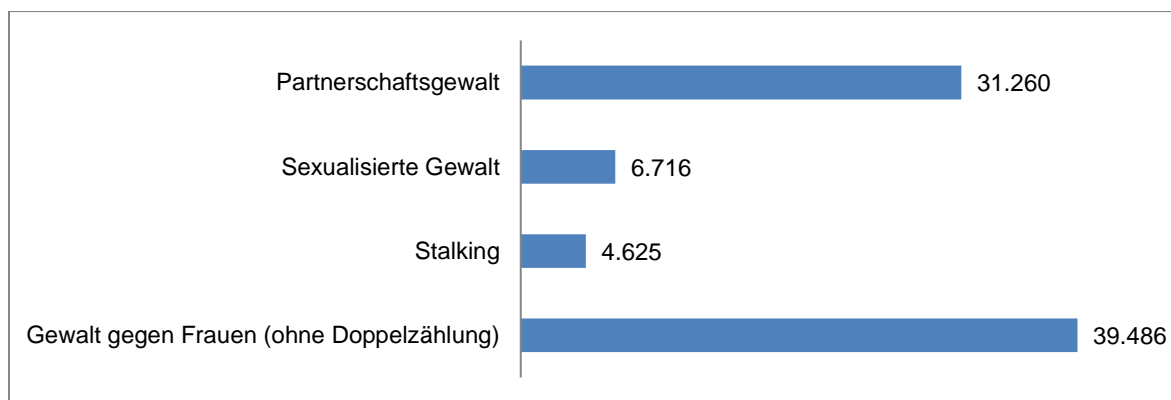 Partnerschaftsgewalt 31.260
Sexualisierte Gewalt 6.716
Stalking 4.625
Gewalt gegen Frauen (ohne Doppelzählung) 39.486